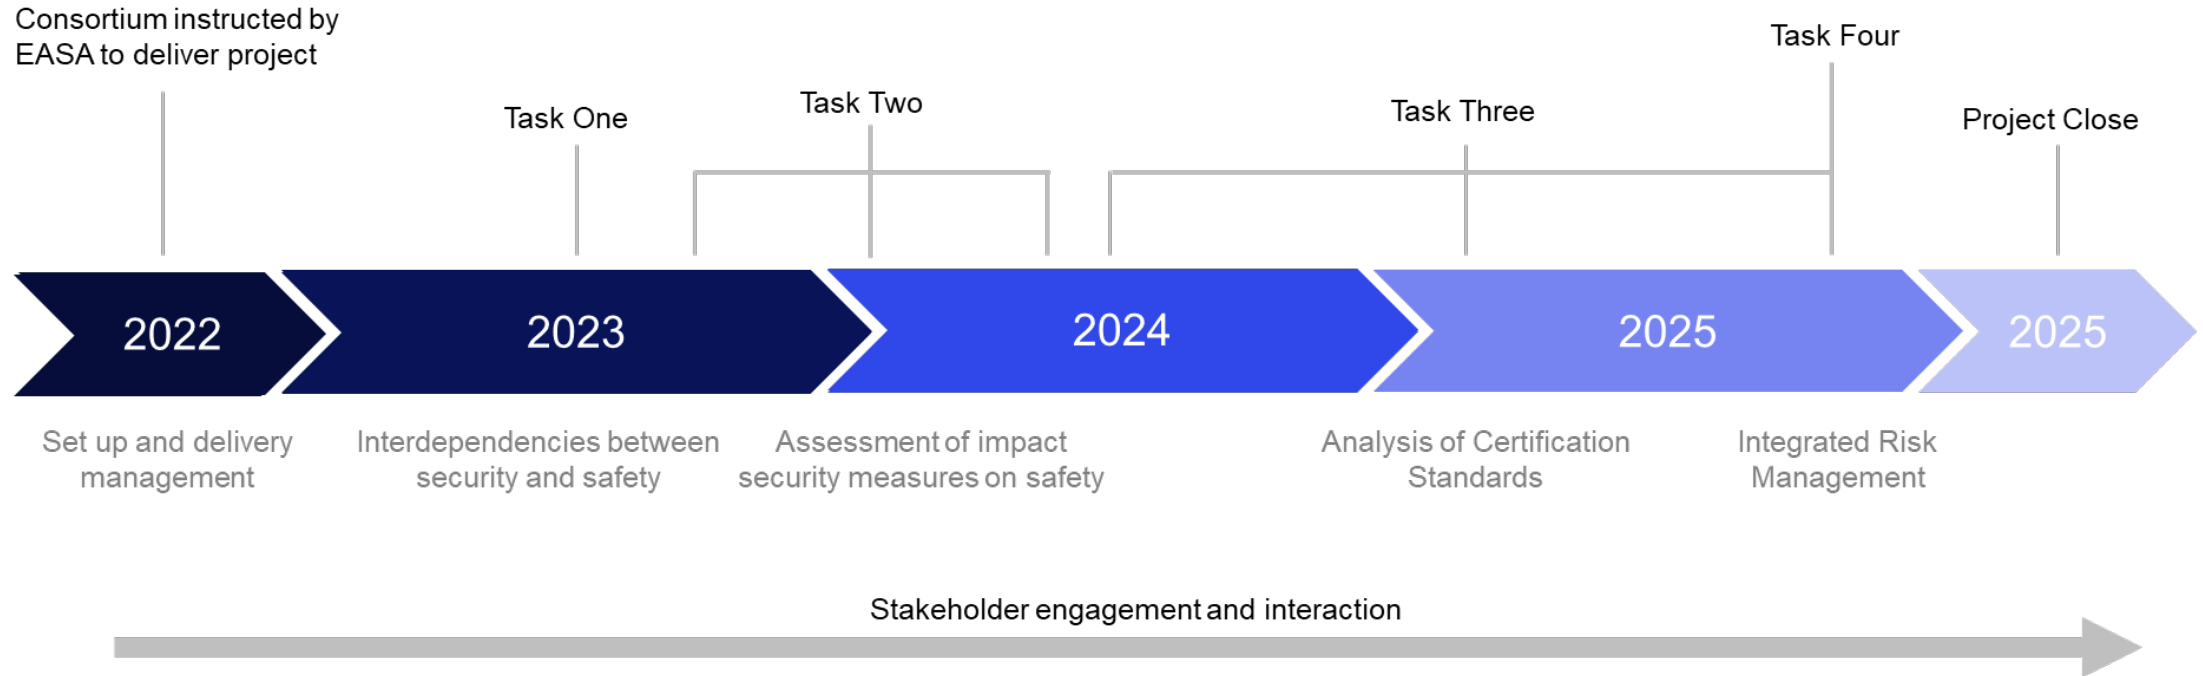 Consortium instructed by
EASA to deliver project
Task One
Task Two
Task Three
Task Four
Project Close
2022
2023
2024
2025
2025
Set up and delivery
management
Interdependencies between
security and safety
Assessment of impact
security measures on safety
Analysis of Certification
Standards
Integrated Risk
Management
Stakeholder engagement and interaction